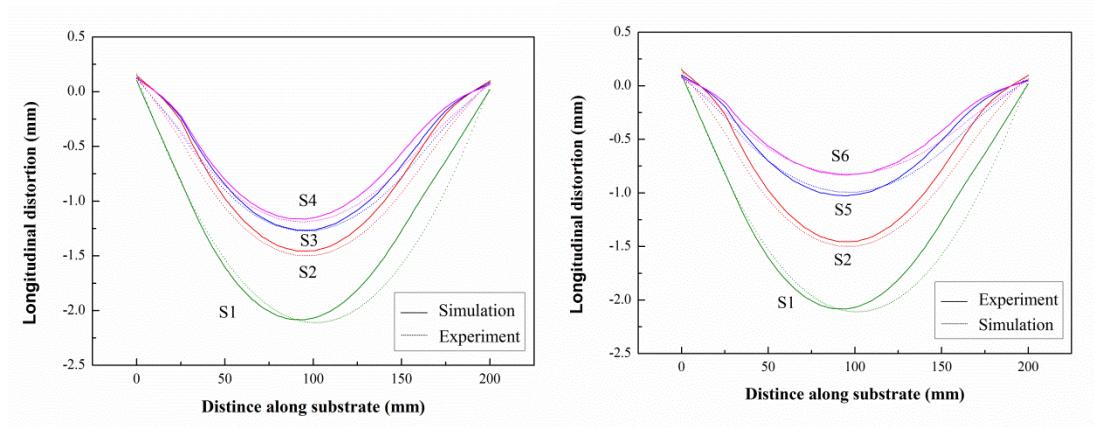 Longitudinal distortion (mm)
0.5
0.0
-0.5
-1.0
-1.5
-2.0
-2.5
S4
S3
S2
S1
Simulation
Experiment
0
50
100
150
200
Distince along substrate (mm)
Longitudinal distortion (mm)
0.5
0.0
-0.5
-1.0
-1.5
-2.0
-2.5
S6
S5
S2
S1
Experiment
Simulation
0
50
100
150
200
Distince along substrate (mm)